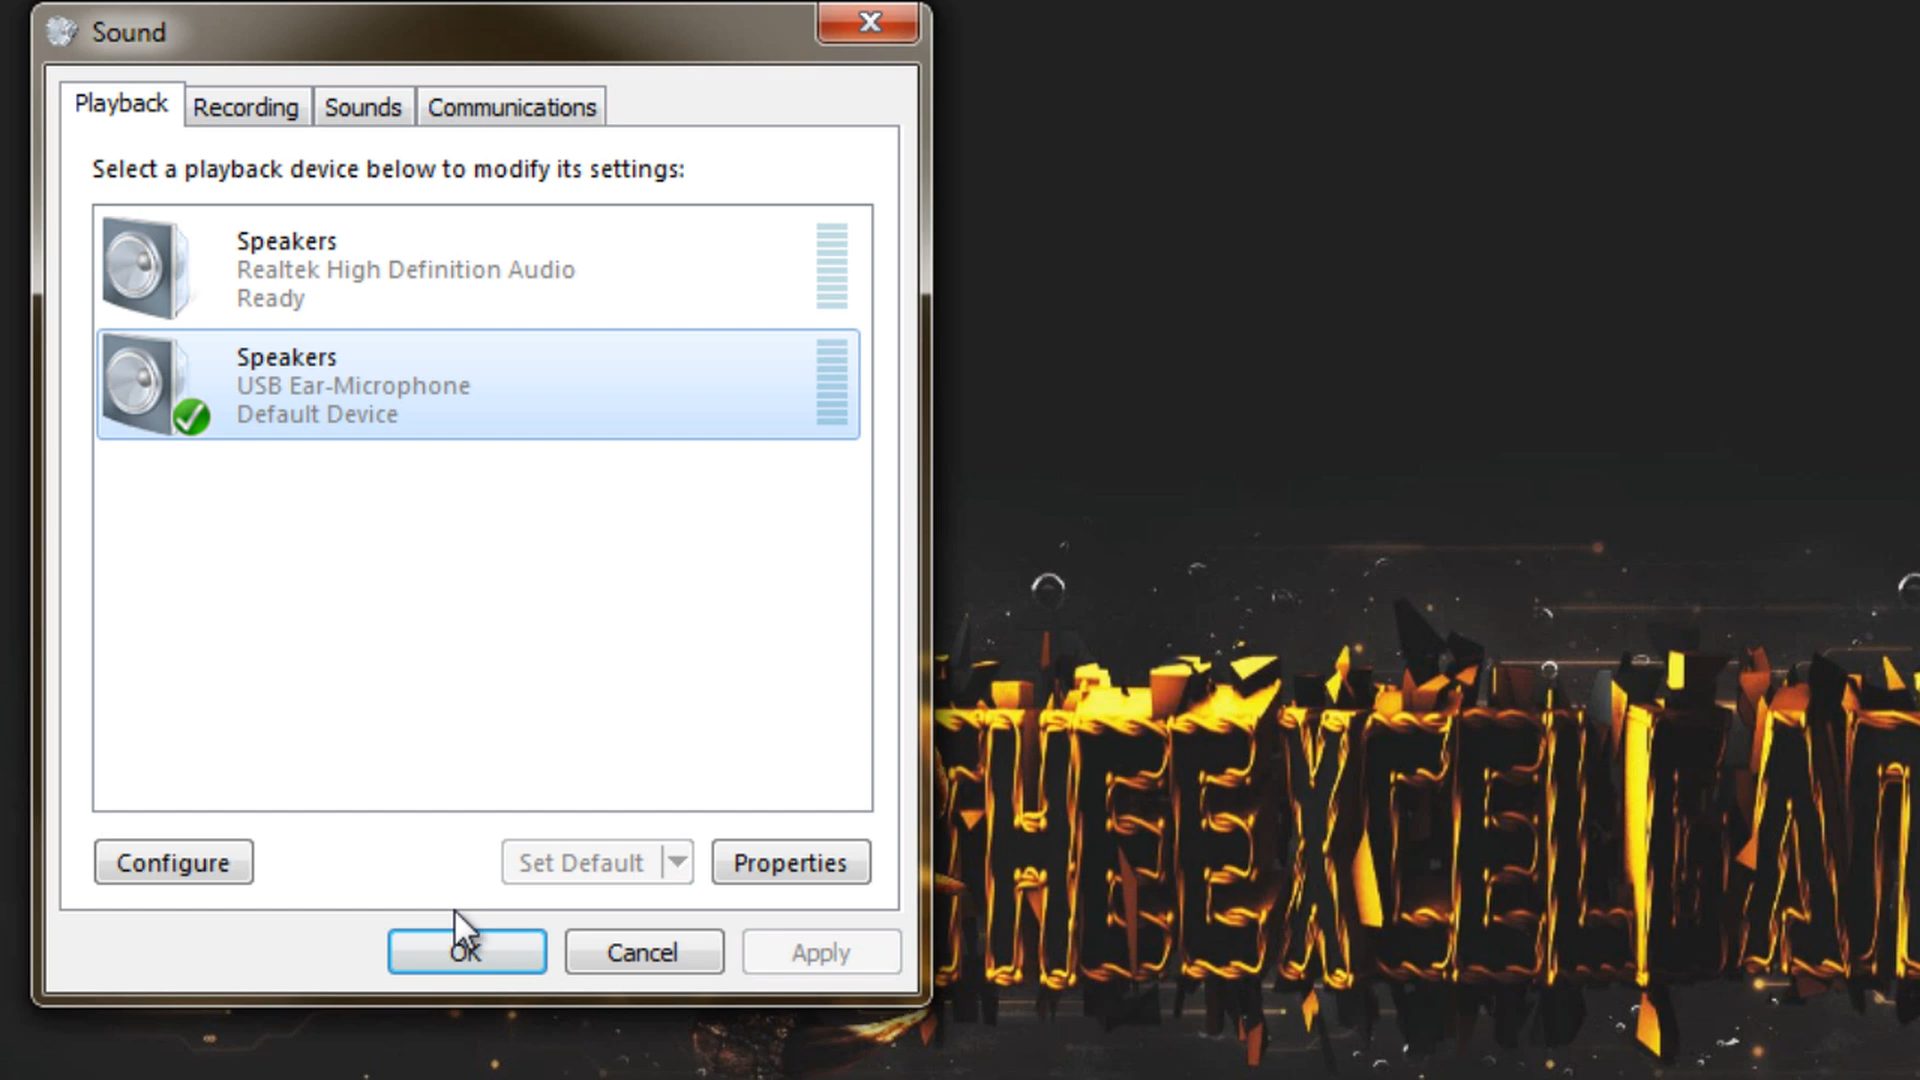 Sound
Playback
Recording
Sounds
Communications
Select a playback device below to modify its settings:
Speakers
Realtek High Definition Audio
Ready
Speakers
USB Ear-Microphone
Default Device
Configure
Set Default
Properties
OK
Cancel
Apply